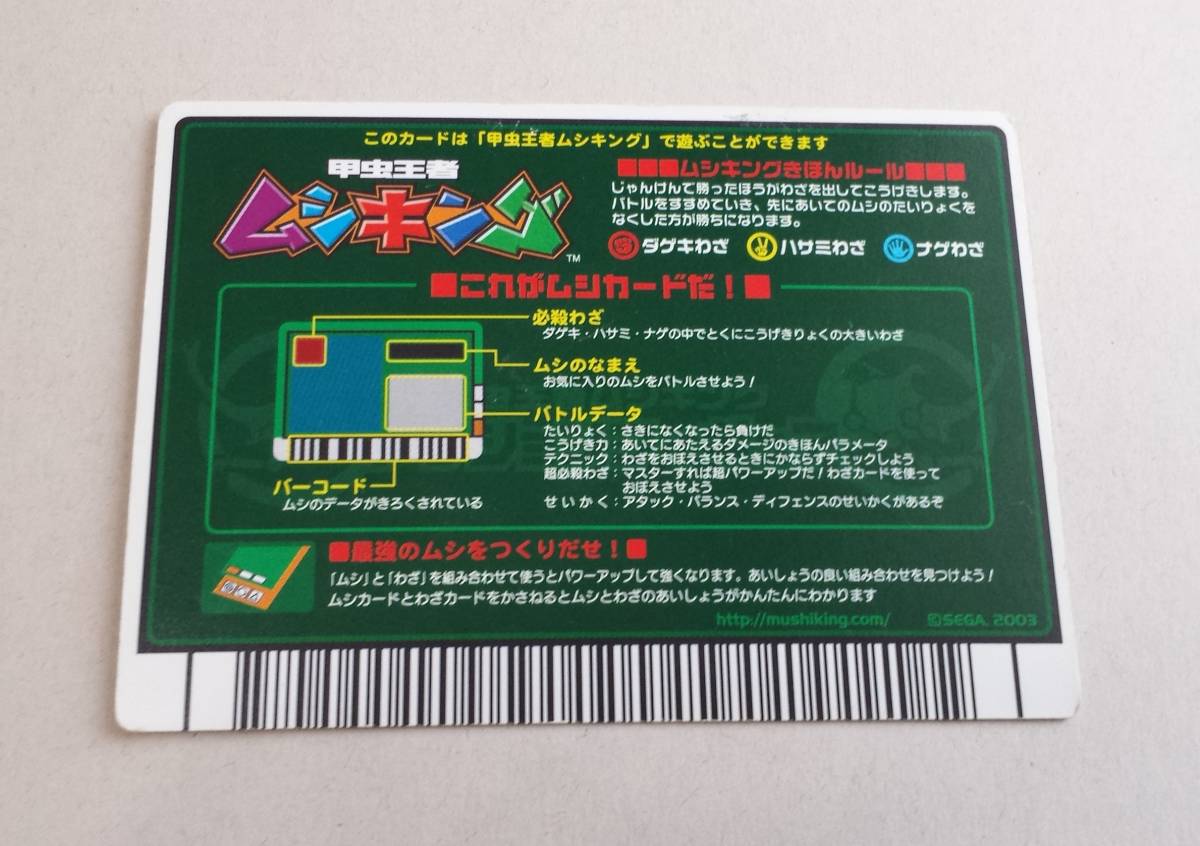 このカードは「甲虫王者ムシキング」で遊ぶことができます
甲虫王者
ムシキング
™
■■■ムシキングきほんルール■■■
じゃんけんで勝ったほうがわざを出してこうげきします。
バトルをすすめていき、先にあいてのムシのたいりょくを
なくした方が勝ちになります。
ダゲキわざ ハサミわざ ナゲわざ
■これがムシカードだ！■
必殺わざ
ダゲキ・ハサミ・ナゲの中でとくにこうげきりょくの大きいわざ
ムシのなまえ
お気に入りのムシをバトルさせよう！
バトルデータ
たいりょく：さきになくなったら負けだ
こうげき力：あいてにあたえるダメージのきほんパラメータ
テクニック：わざをおぼえさせるときにかならずチェックしよう
超必殺わざ：マスターすれば超パワーアップだ！わざカードを使って
おぼえさせよう
せいかく：アタック・バランス・ディフェンスのせいかくがあるぞ
バーコード
ムシのデータがきろくされている
■最強のムシをつくりだせ！■
「ムシ」と「わざ」を組み合わせて使うとパワーアップして強くなります。あいしょうの良い組み合わせを見つけよう！
ムシカードとわざカードをかさねるとムシとわざのあいしょうがかんたんにわかります
http://mushiking.com/ ©SEGA, 2003